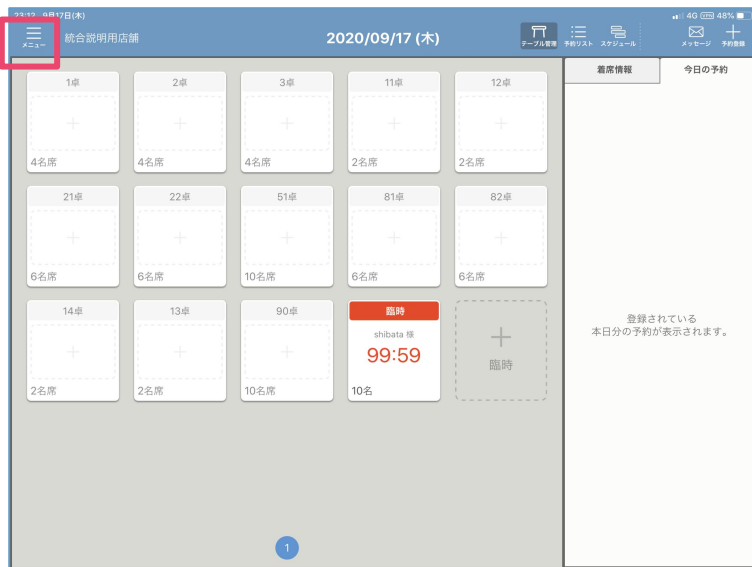 23:12 9月17日(木)
4G VPN 48%
メニュー
統合説明用店舗
2020/09/17 (木)
テーブル管理
予約リスト
スケジュール
メッセージ
予約登録
1卓 2卓 3卓 11卓 12卓
4名席 4名席 4名席 2名席 2名席
21卓 22卓 51卓 81卓 82卓
6名席 6名席 10名席 6名席 6名席
14卓 13卓 90卓 臨時
shibata 様
99:59
臨時
2名席 2名席 10名席 10名
1
着席情報 今日の予約
登録されている
本日分の予約が表示されます。